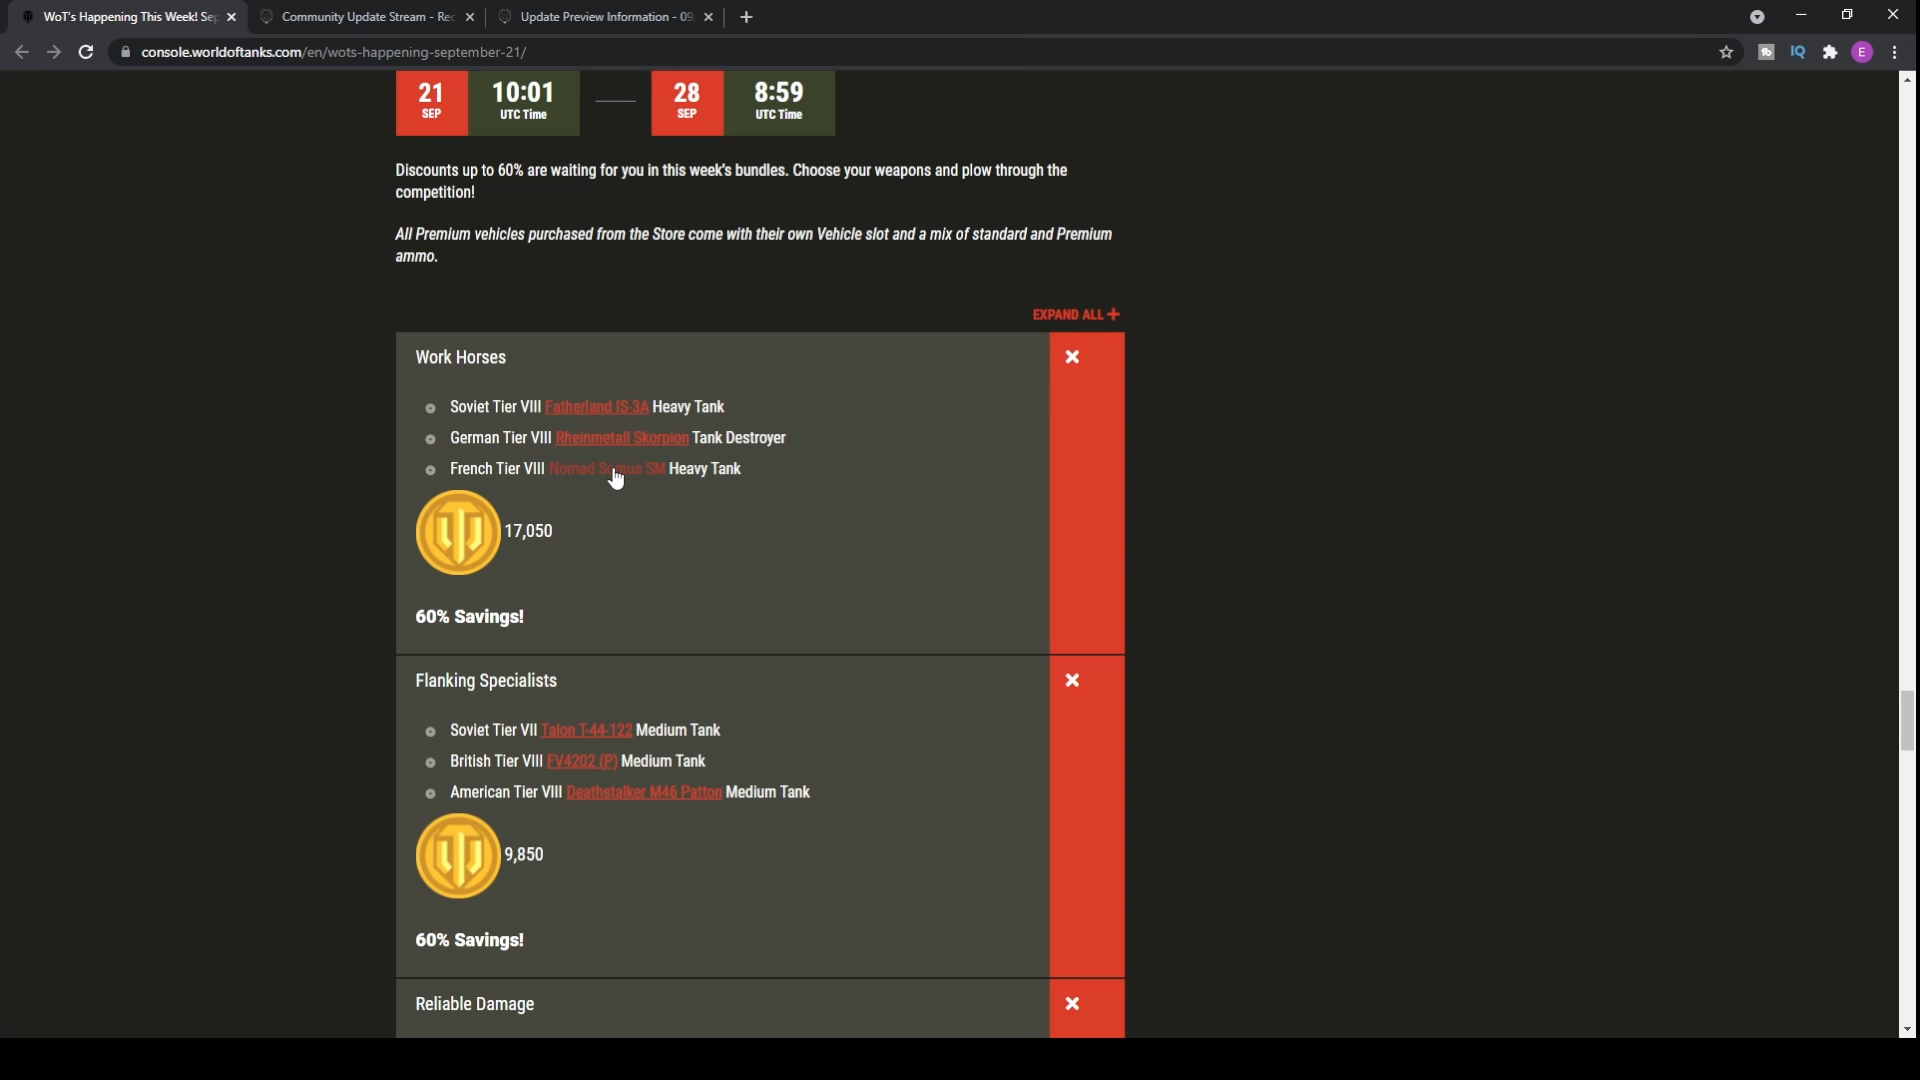 WoT's Happening This Week! Se
Community Update Stream - Rec
Update Preview Information - 09
console.worldoftanks.com/en/wots-happening-september-21/
IQ
E
21
SEP
10:01
UTC Time
28
SEP
8:59
UTC Time
Discounts up to 60% are waiting for you in this week's bundles. Choose your weapons and plow through the
competition!
All Premium vehicles purchased from the Store come with their own Vehicle slot and a mix of standard and Premium
ammo.
EXPAND ALL +
Work Horses
Soviet Tier VIII Fatherland IS-3A Heavy Tank
German Tier VIII Rheinmetall Skorpion Tank Destroyer
French Tier VIII Nomad Somua SM Heavy Tank
17,050
60% Savings!
Flanking Specialists
Soviet Tier VII Talon T-44-122 Medium Tank
British Tier VIII FV4202 (P) Medium Tank
American Tier VIII Deathstalker M46 Patton Medium Tank
9,850
60% Savings!
Reliable Damage